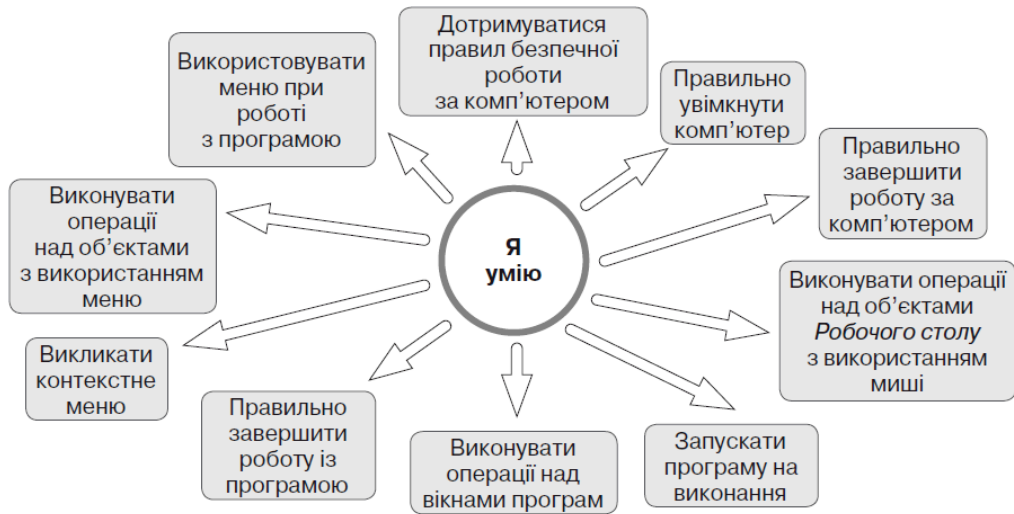 Дотримуватися
правил безпечної
роботи
за комп’ютером
Правильно
увімкнути
комп’ютер
Правильно
завершити
роботу за
комп’ютером
Виконувати операції
над об’єктами
Робочого столу
з використанням
миші
Запускати
програму на
виконання
Виконувати
операції над
вікнами програм
Правильно
завершити
роботу із
програмою
Викликати
контекстне
меню
Виконувати
операції
над об’єктами
з використанням
меню
Використовувати
меню при
роботі
з програмою
Я
умію